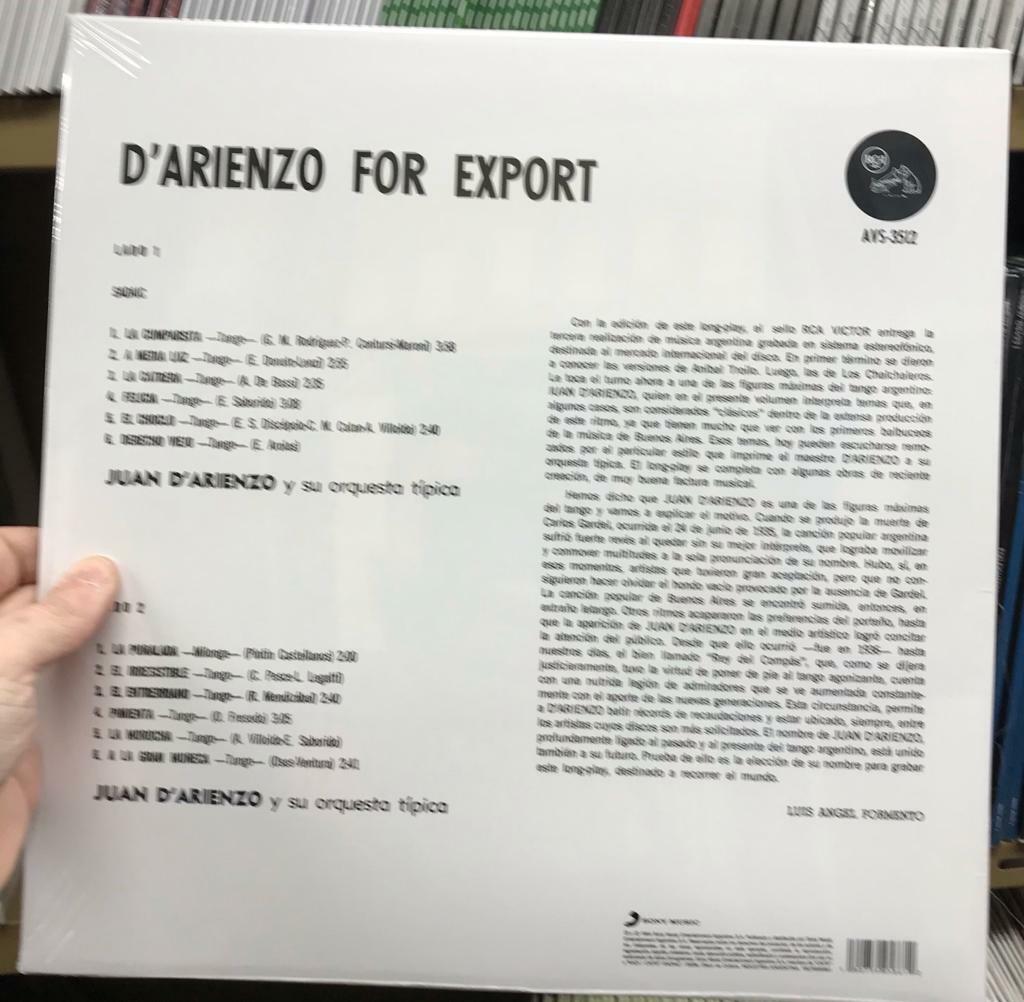 D'ARIENZO FOR EXPORT
RCA
AVS-3512
LADO 1
1. LA CUMPARSITA —Tango— (G. M. Rodríguez-P. Contursi-Maroni) 3:58
2. A MEDIA LUZ —Tango— (E. Donato-Lenzi) 2:55
3. LA CATRERA —Tango— (A. De Bassi) 2:35
4. FELICIA —Tango— (E. Saborido) 3:08
5. EL CHOCLO —Tango— (E. S. Discépolo-C. M. Catan-A. Villoldo) 2:40
6. DERECHO VIEJO —Tango— (E. Arolas)
JUAN D'ARIENZO y su orquesta típica
2
1. LA PUÑALADA —Milonga— (Pintín Castellanos) 2:00
2. EL IRRESISTIBLE —Tango— (C. Pesce-L. Logatti)
3. EL ENTRERRIANO —Tango— (R. Mendizábal) 2:40
4. PIMIENTA —Tango— (O. Fresedo) 3:05
5. LA MOROCHA —Tango— (A. Villoldo-E. Saborido)
6. A LA GRAN MUÑECA —Tango— (Oses-Ventura) 2:41
JUAN D'ARIENZO y su orquesta típica
Con la edición de este long-play, el sello RCA VICTOR entrega la
tercera realización de música argentina grabada en sistema estereofónico,
destinada al mercado internacional del disco. En primer término se dieron
a conocer las versiones de Aníbal Troilo. Luego, las de Los Chalchaleros.
Le toca el turno ahora a una de las figuras máximas del tango argentino:
JUAN D'ARIENZO, quien en el presente volumen interpreta temas que, en
algunos casos, son considerados "clásicos" dentro de la extensa producción
de este ritmo, ya que tienen mucho que ver con los primeros balbuceos
de la música de Buenos Aires. Esos temas, hoy pueden escucharse remo-
zados por el particular estilo que imprime el maestro D'ARIENZO a su
orquesta típica. El long-play se completa con algunas obras de reciente
creación, de muy buena factura musical.
Hemos dicho que JUAN D'ARIENZO es una de las figuras máximas
del tango y vamos a explicar el motivo. Cuando se produjo la muerte de
Carlos Gardel, ocurrida el 24 de junio de 1935, la canción popular argentina
sufrió fuerte revés al quedar sin su mejor intérprete, que lograba movilizar
y conmover multitudes a la sola pronunciación de su nombre. Hubo, sí, en
esos momentos, artistas que tuvieron gran aceptación, pero que no con-
siguieron hacer olvidar el hondo vacío provocado por la ausencia de Gardel.
La canción popular de Buenos Aires se encontró sumida, entonces, en
extraño letargo. Otros ritmos acapararon las preferencias del porteño, hasta
que la aparición de JUAN D'ARIENZO en el medio artístico logró concitar
la atención del público. Desde que ello ocurrió —fue en 1936— hasta
nuestros días, el bien llamado "Rey del Compás", que, como se dijera
justicieramente, tuvo la virtud de poner de pie al tango agonizante, cuenta
con una nutrida legión de admiradores que se ve aumentada constante-
mente con el aporte de las nuevas generaciones. Esta circunstancia, permite
a D'ARIENZO batir récords de recaudaciones y estar ubicado, siempre, entre
los artistas cuyos discos son más solicitados. El nombre de JUAN D'ARIENZO,
profundamente ligado al pasado y al presente del tango argentino, está unido
también a su futuro. Prueba de ello es la elección de su nombre para grabar
este long-play, destinado a recorrer el mundo.
LUIS ANGEL FORMENTO
SONY MUSIC